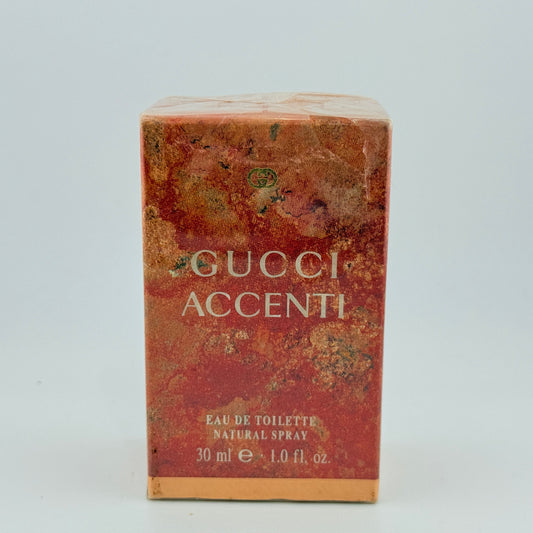 GUCCI
ACCENTI
EAU DE TOILETTE
NATURAL SPRAY
30 ml ℮ · 1.0 fl. oz.